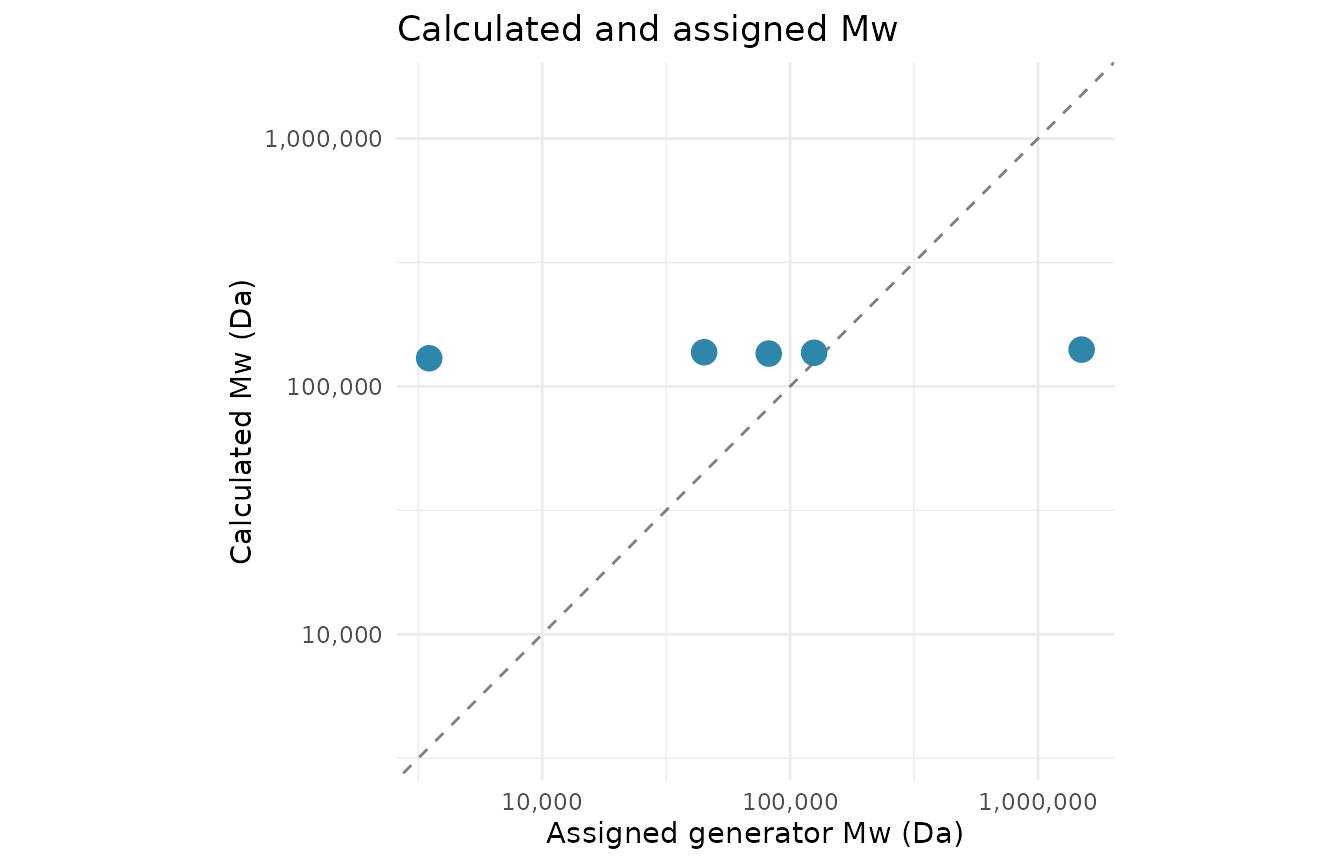 Calculated and assigned Mw
Calculated Mw (Da)
1,000,000
100,000
10,000
10,000
100,000
1,000,000
Assigned generator Mw (Da)